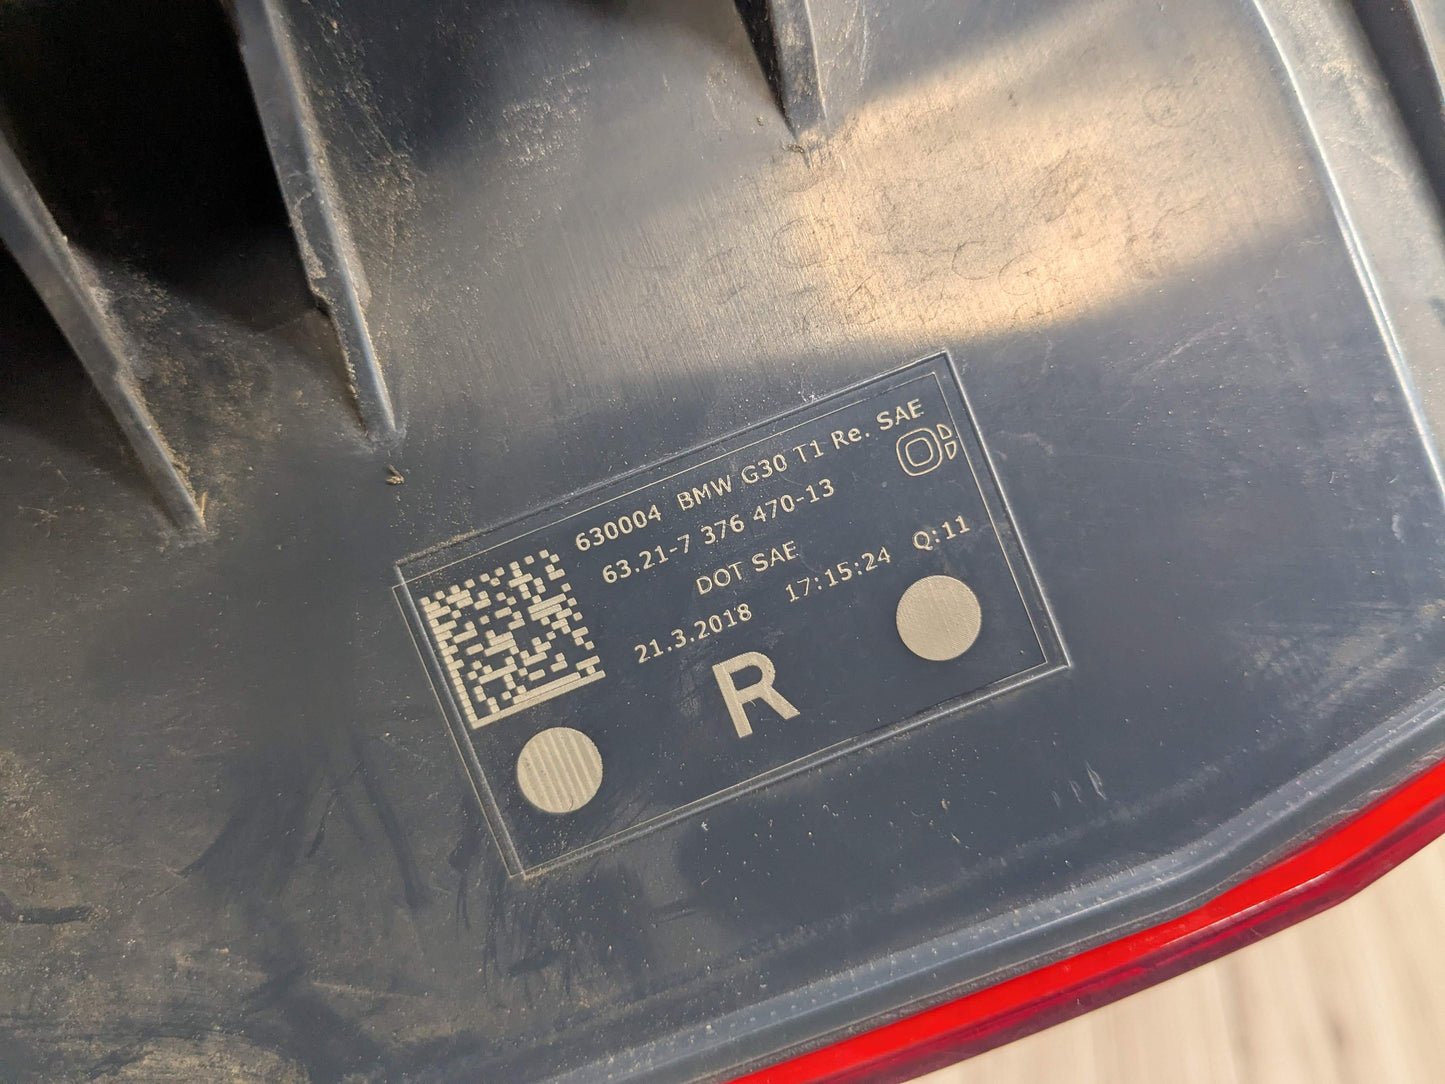 630004 BMW G30 T1 Re. SAE
63.21-7 376 470-13
DOT SAE
21.3.2018 17:15:24 Q:11
R